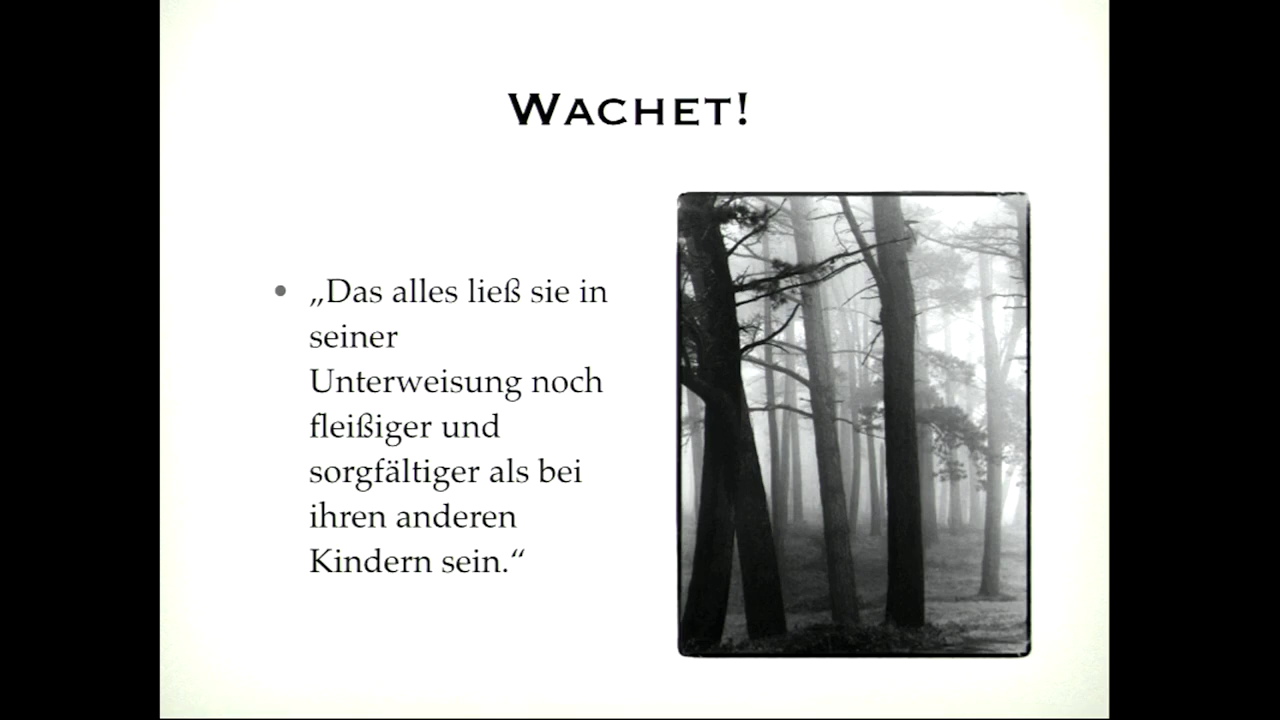 WACHET!
• „Das alles ließ sie in
seiner
Unterweisung noch
fleißiger und
sorgfältiger als bei
ihren anderen
Kindern sein.“